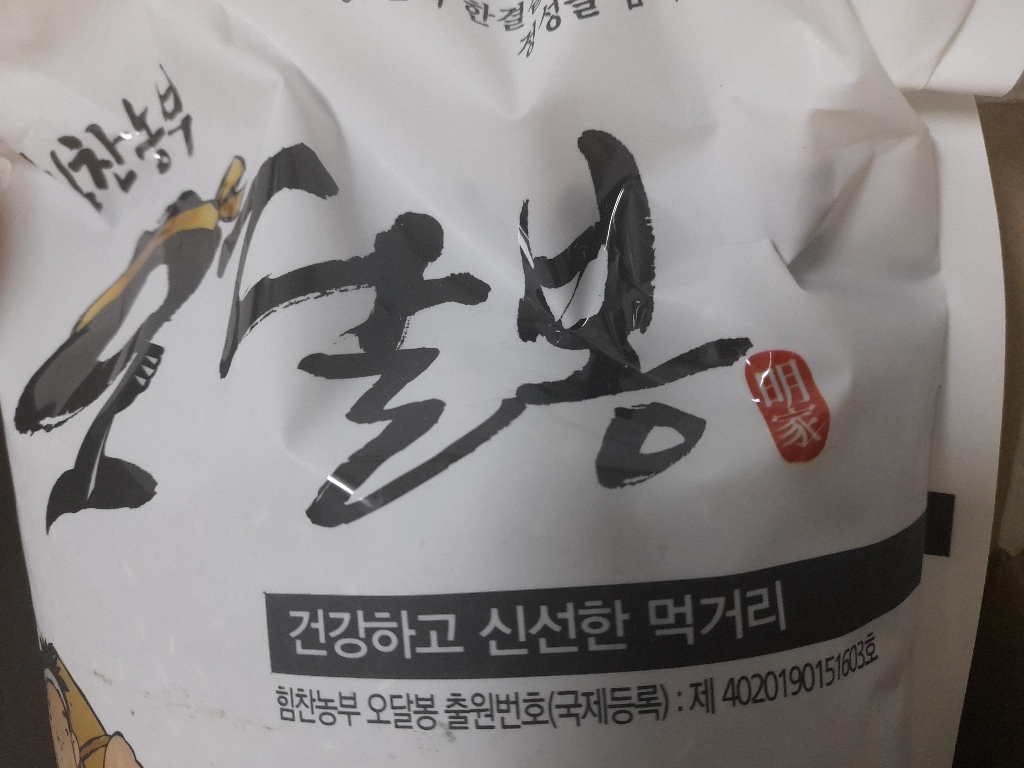 한결
힘찬농부
오달봉
明家
건강하고 신선한 먹거리
힘찬농부 오달봉 출원번호(국제등록) : 제 4020190151603호